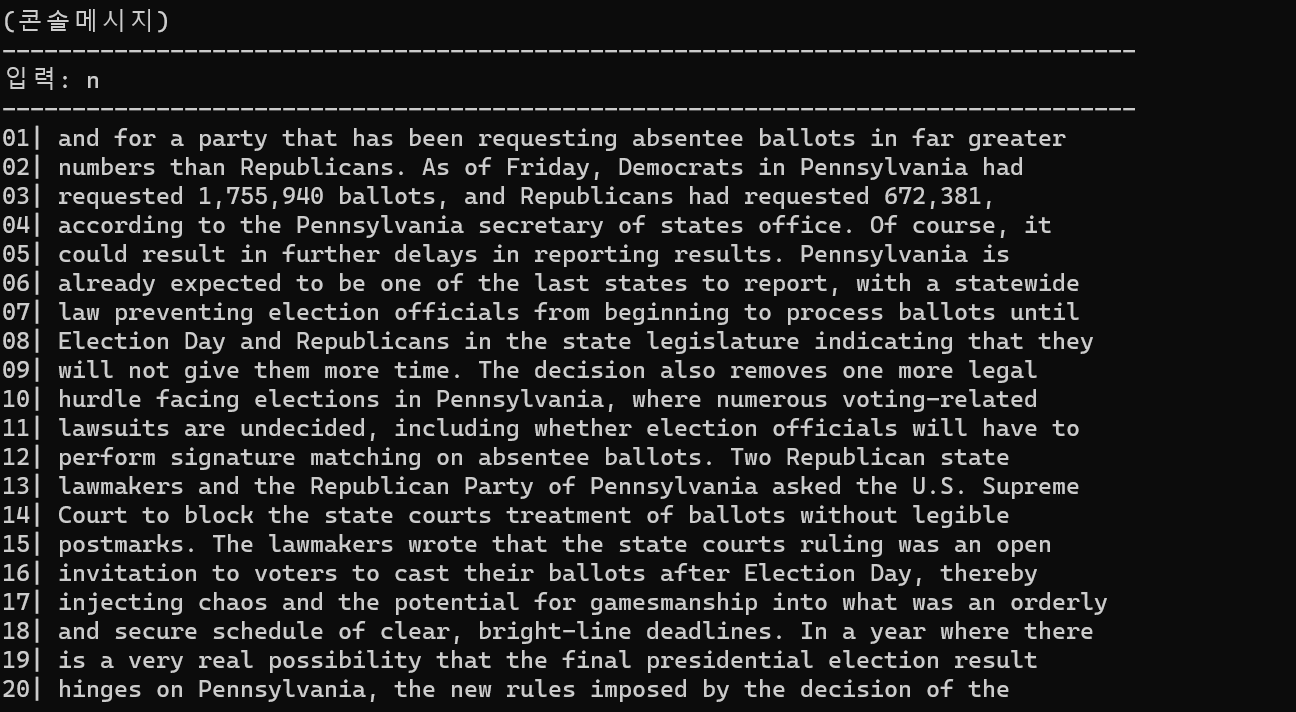 (콘솔메시지)
--------------------------------------------------------------------------------
입력: n
--------------------------------------------------------------------------------
01| and for a party that has been requesting absentee ballots in far greater
02| numbers than Republicans. As of Friday, Democrats in Pennsylvania had
03| requested 1,755,940 ballots, and Republicans had requested 672,381,
04| according to the Pennsylvania secretary of states office. Of course, it
05| could result in further delays in reporting results. Pennsylvania is
06| already expected to be one of the last states to report, with a statewide
07| law preventing election officials from beginning to process ballots until
08| Election Day and Republicans in the state legislature indicating that they
09| will not give them more time. The decision also removes one more legal
10| hurdle facing elections in Pennsylvania, where numerous voting-related
11| lawsuits are undecided, including whether election officials will have to
12| perform signature matching on absentee ballots. Two Republican state
13| lawmakers and the Republican Party of Pennsylvania asked the U.S. Supreme
14| Court to block the state courts treatment of ballots without legible
15| postmarks. The lawmakers wrote that the state courts ruling was an open
16| invitation to voters to cast their ballots after Election Day, thereby
17| injecting chaos and the potential for gamesmanship into what was an orderly
18| and secure schedule of clear, bright-line deadlines. In a year where there
19| is a very real possibility that the final presidential election result
20| hinges on Pennsylvania, the new rules imposed by the decision of the